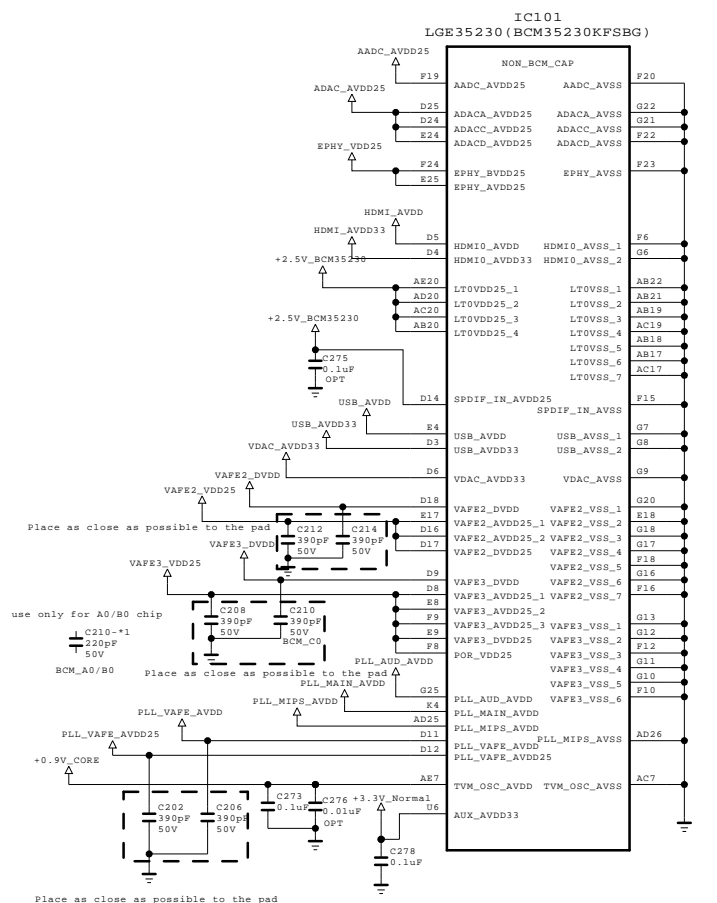 IC101
LGE35230(BCM35230KFSBG)
NON_BCM_CAP
AADC_AVDD25
F19 AADC_AVDD25 AADC_AVSS F20
ADAC_AVDD25
D25 ADACA_AVDD25 ADACA_AVSS G22
D24 ADACC_AVDD25 ADACC_AVSS G21
E24 ADACD_AVDD25 ADACD_AVSS F22
EPHY_VDD25
F24 EPHY_BVDD25 EPHY_AVSS F23
E25 EPHY_AVDD25
HDMI_AVDD
D5 HDMI0_AVDD HDMI0_AVSS_1 F6
HDMI_AVDD33
D4 HDMI0_AVDD33 HDMI0_AVSS_2 G6
+2.5V_BCM35230
AE20 LT0VDD25_1 LT0VSS_1 AB22
AD20 LT0VDD25_2 LT0VSS_2 AB21
AC20 LT0VDD25_3 LT0VSS_3 AB19
AB20 LT0VDD25_4 LT0VSS_4 AC19
LT0VSS_5 AB18
LT0VSS_6 AB17
LT0VSS_7 AC17
+2.5V_BCM35230
C275
0.1uF
OPT
D14 SPDIF_IN_AVDD25 SPDIF_IN_AVSS F15
USB_AVDD
E4 USB_AVDD USB_AVSS_1 G7
USB_AVDD33
D3 USB_AVDD33 USB_AVSS_2 G8
VDAC_AVDD33
D6 VDAC_AVDD33 VDAC_AVSS G9
VAFE2_DVDD
D18 VAFE2_DVDD VAFE2_VSS_1 G20
VAFE2_VDD25
E17 VAFE2_AVDD25_1 VAFE2_VSS_2 E18
D16 VAFE2_AVDD25_2 VAFE2_VSS_3 G18
D17 VAFE2_DVDD25 VAFE2_VSS_4 G17
VAFE2_VSS_5 F18
Place as close as possible to the pad
C212
390pF
50V
C214
390pF
50V
VAFE3_DVDD
D9 VAFE3_DVDD VAFE2_VSS_6 G16
VAFE3_VDD25
D8 VAFE3_AVDD25_1 VAFE2_VSS_7 F16
E8 VAFE3_AVDD25_2
F9 VAFE3_AVDD25_3 VAFE3_VSS_1 G13
E9 VAFE3_DVDD25 VAFE3_VSS_2 G12
F8 POR_VDD25 VAFE3_VSS_3 F12
VAFE3_VSS_4 G11
VAFE3_VSS_5 G10
VAFE3_VSS_6 F10
use only for A0/B0 chip
C210-*1
220pF
50V
BCM_A0/B0
C208
390pF
50V
C210
390pF
50V
BCM_C0
Place as close as possible to the pad
PLL_AUD_AVDD
G25 PLL_AUD_AVDD
PLL_MAIN_AVDD
K4 PLL_MAIN_AVDD
PLL_MIPS_AVDD
AD25 PLL_MIPS_AVDD
PLL_VAFE_AVDD
D11 PLL_VAFE_AVDD PLL_MIPS_AVSS AD26
PLL_VAFE_AVDD25
D12 PLL_VAFE_AVDD25
+0.9V_CORE
AE7 TVM_OSC_AVDD TVM_OSC_AVSS AC7
C202
390pF
50V
C206
390pF
50V
C273
0.1uF
C276
0.01uF
OPT
+3.3V_Normal
U6 AUX_AVDD33
C278
0.1uF
Place as close as possible to the pad